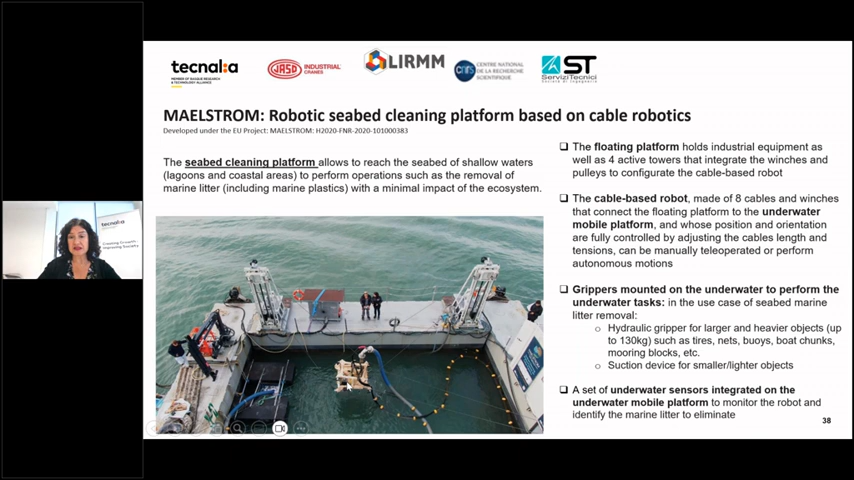 tecnal:a
MEMBER OF BASQUE RESEARCH
& TECHNOLOGY ALLIANCE
JASO INDUSTRIAL
CRANES
LIRMM
cnrs
CENTRE NATIONAL
DE LA RECHERCHE
SCIENTIFIQUE
ST
ServiziTecnici
MAELSTROM: Robotic seabed cleaning platform based on cable robotics
Developed under the EU Project: MAELSTROM: H2020-FNR-2020-101000383
The seabed cleaning platform allows to reach the seabed of shallow waters
(lagoons and coastal areas) to perform operations such as the removal of
marine litter (including marine plastics) with a minimal impact of the ecosystem.
The floating platform holds industrial equipment as
well as 4 active towers that integrate the winches and
pulleys to configurate the cable-based robot
The cable-based robot, made of 8 cables and winches
that connect the floating platform to the underwater
mobile platform, and whose position and orientation
are fully controlled by adjusting the cables length and
tensions, can be manually teleoperated or perform
autonomous motions
Grippers mounted on the underwater to perform the
underwater tasks: in the use case of seabed marine
litter removal:
o Hydraulic gripper for larger and heavier objects (up
to 130kg) such as tires, nets, buoys, boat chunks,
mooring blocks, etc.
o Suction device for smaller/lighter objects
A set of underwater sensors integrated on the
underwater mobile platform to monitor the robot and
identify the marine litter to eliminate
38
tecnal:a
Creating Growth
Improving Society